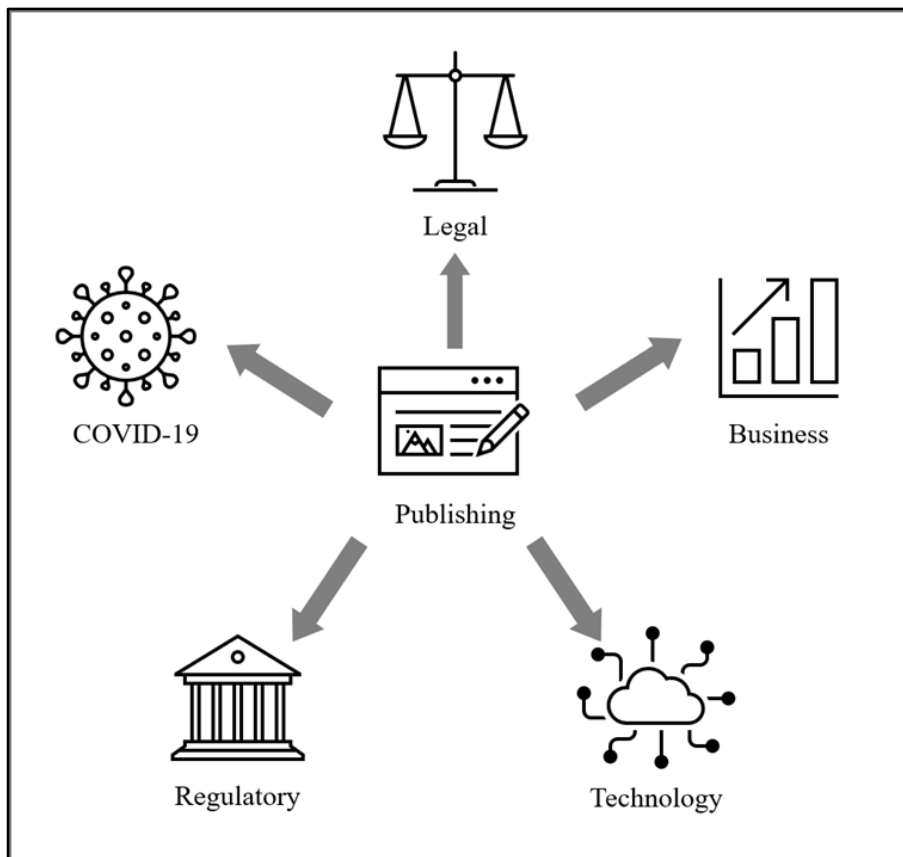 Legal
COVID-19
Business
Publishing
Regulatory
Technology